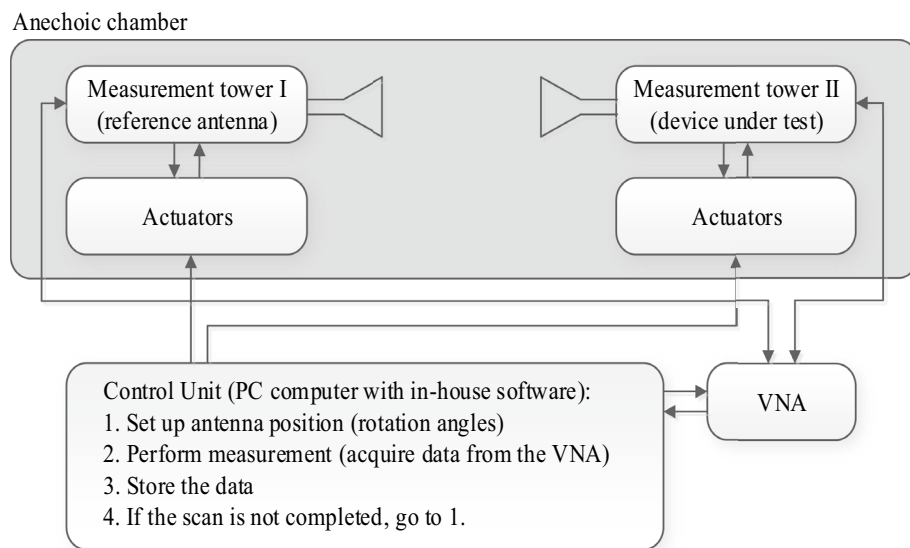 Anechoic chamber
Measurement tower I
(reference antenna)
Measurement tower II
(device under test)
Actuators
Actuators
Control Unit (PC computer with in-house software):
1. Set up antenna position (rotation angles)
2. Perform measurement (acquire data from the VNA)
3. Store the data
4. If the scan is not completed, go to 1.
VNA